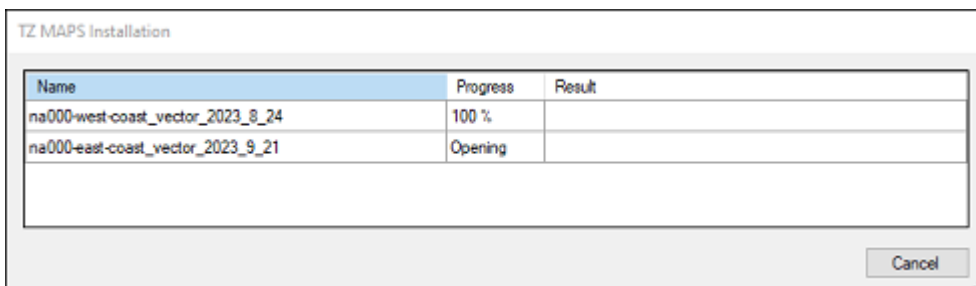 TZ MAPS Installation
Name Progress Result
na000-west-coast_vector_2023_8_24 100 %
na000-east-coast_vector_2023_9_21 Opening
Cancel